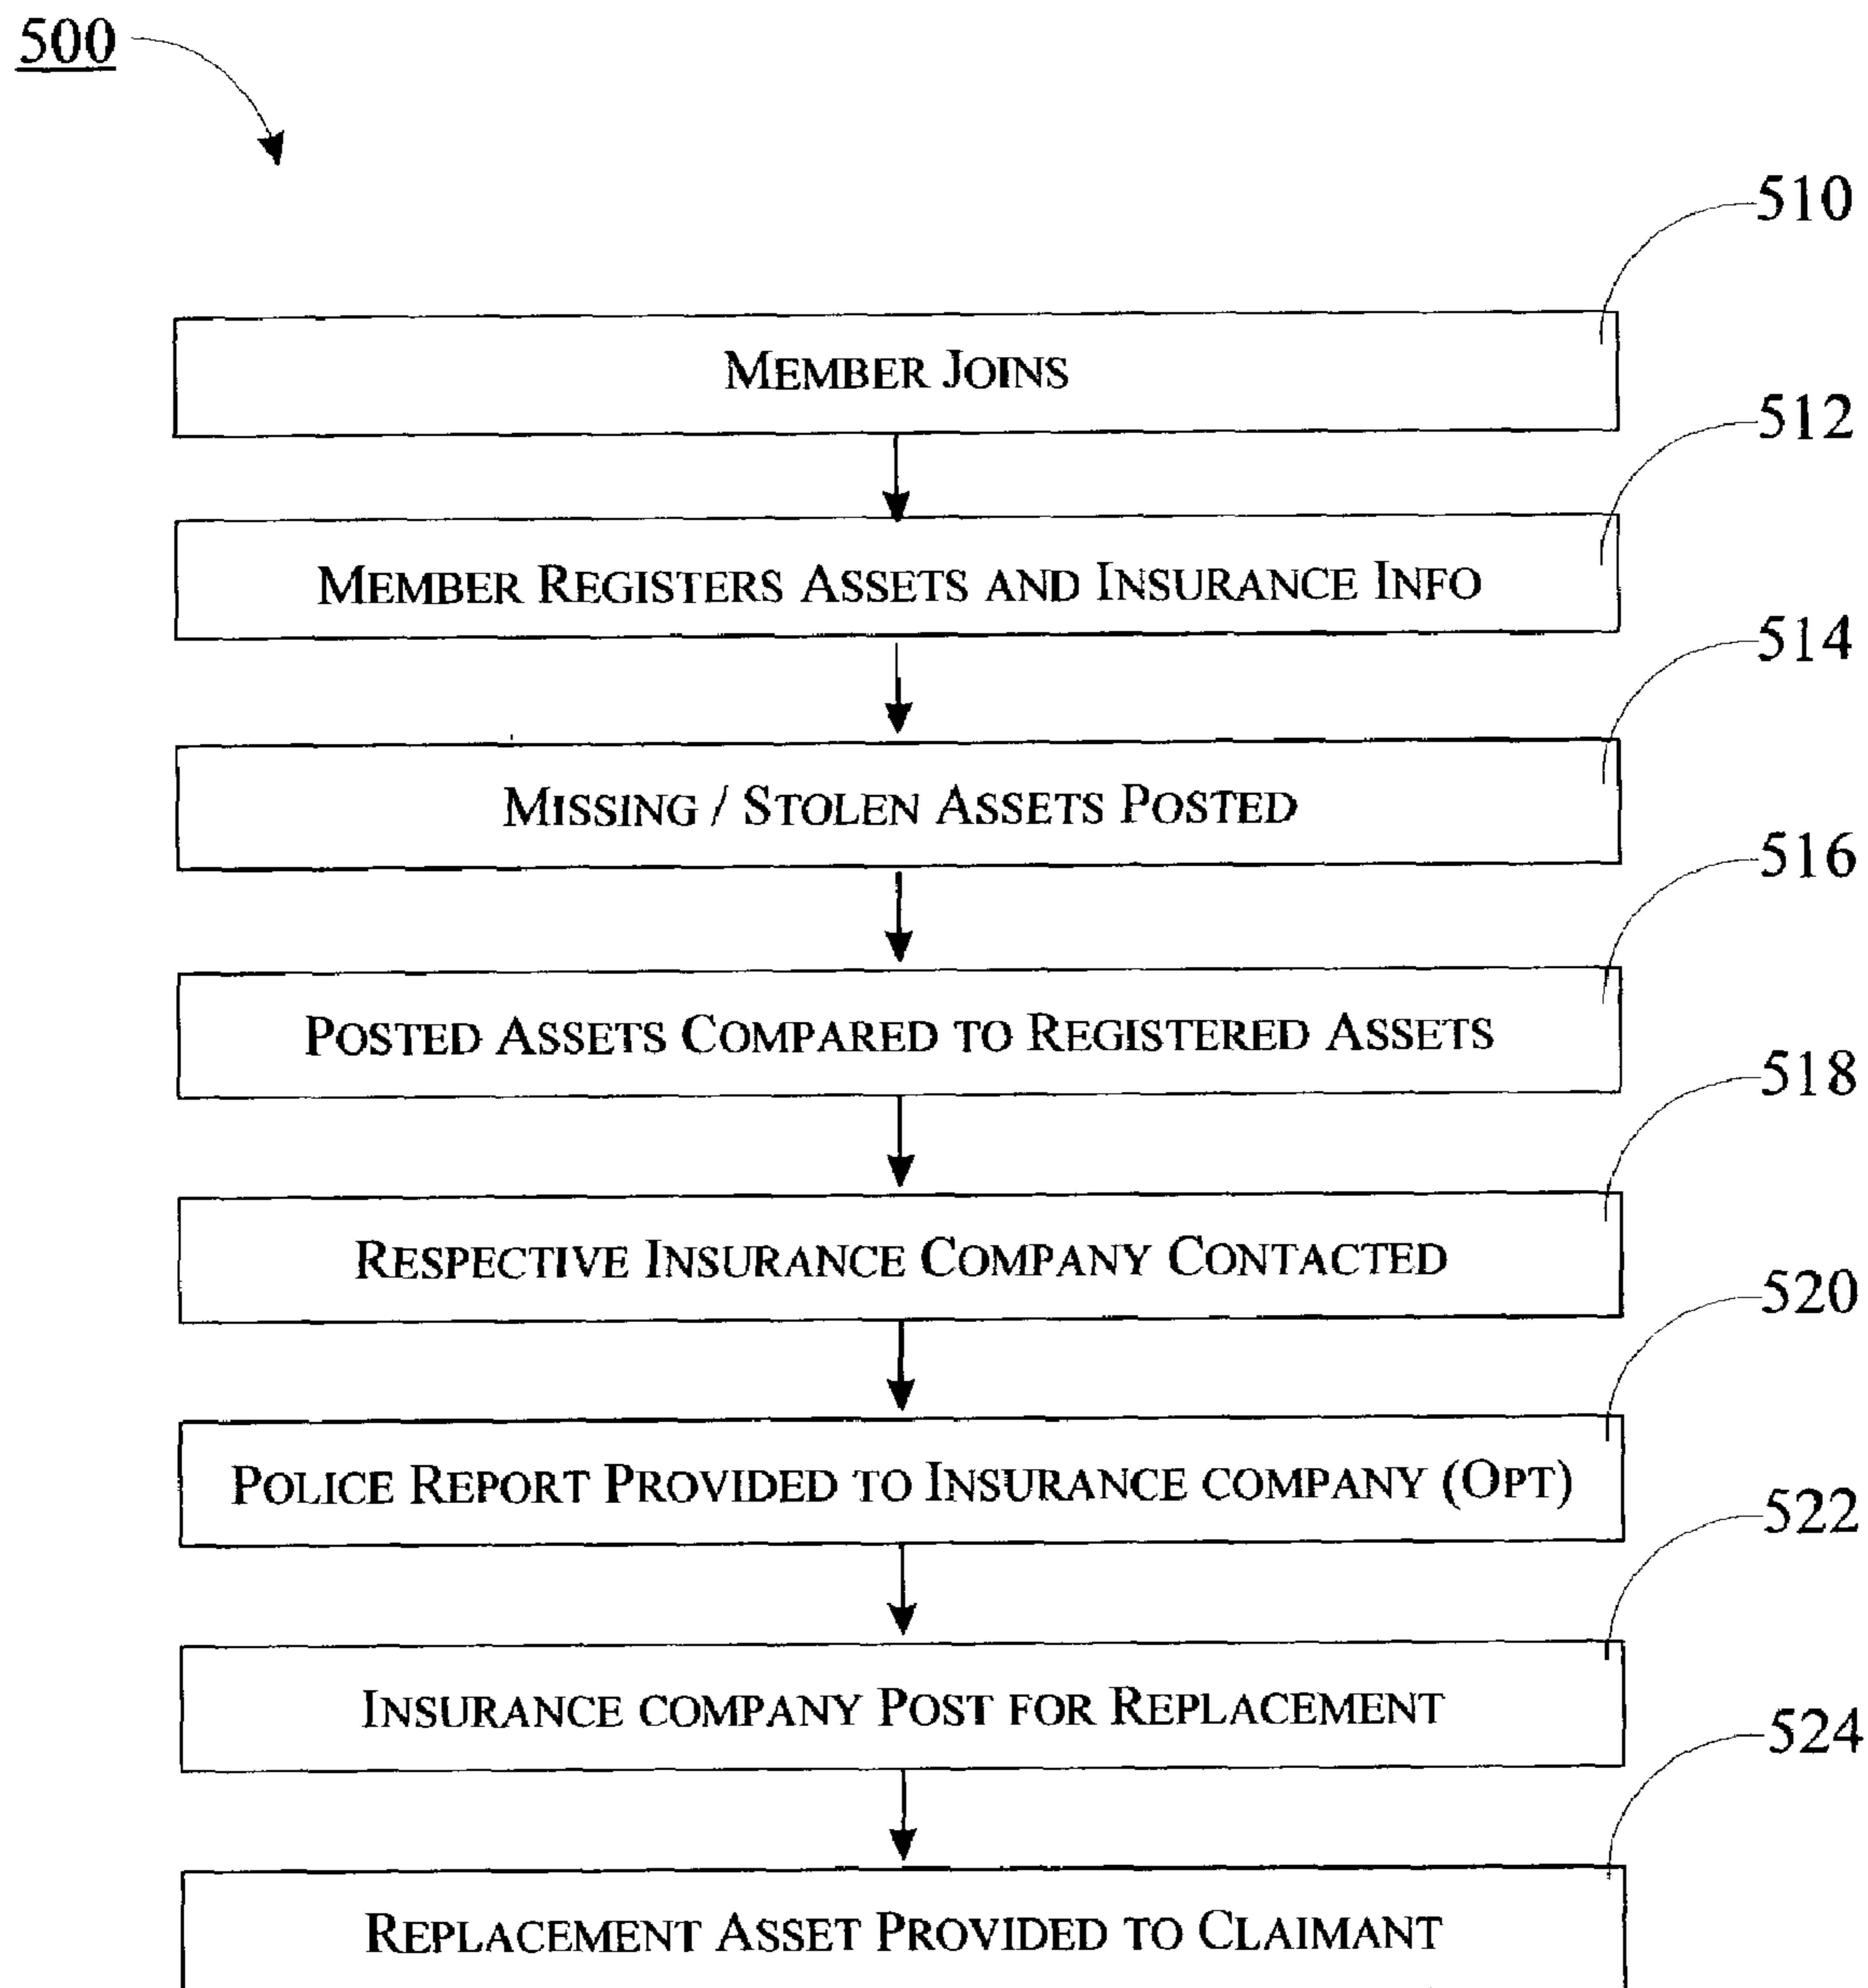 500
510
MEMBER JOINS
512
MEMBER REGISTERS ASSETS AND INSURANCE INFO
514
MISSING / STOLEN ASSETS POSTED
516
POSTED ASSETS COMPARED TO REGISTERED ASSETS
518
RESPECTIVE INSURANCE COMPANY CONTACTED
520
POLICE REPORT PROVIDED TO INSURANCE COMPANY (OPT)
522
INSURANCE COMPANY POST FOR REPLACEMENT
524
REPLACEMENT ASSET PROVIDED TO CLAIMANT